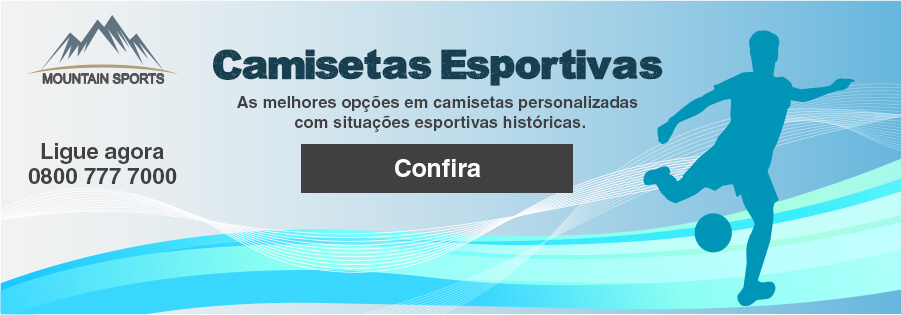 MOUNTAIN SPORTS
Camisetas Esportivas
As melhores opções em camisetas personalizadas
com situações esportivas históricas.
Ligue agora
0800 777 7000
Confira